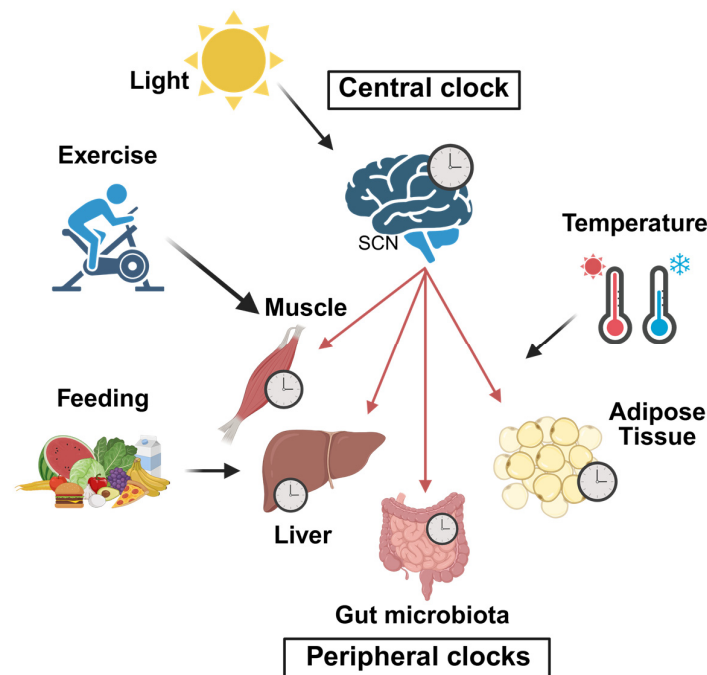 Light
Central clock
Exercise
SCN
Temperature
Muscle
Feeding
Adipose
Tissue
Liver
Gut microbiota
Peripheral clocks